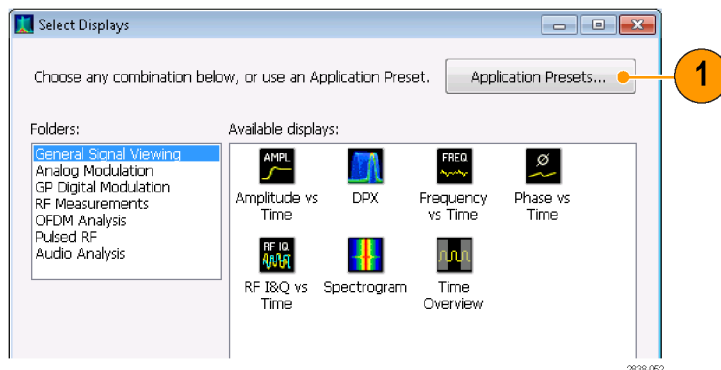 Select Displays
Choose any combination below, or use an Application Preset.
Application Presets...
1
Folders:
Available displays:
General Signal Viewing
Analog Modulation
GP Digital Modulation
RF Measurements
OFDM Analysis
Pulsed RF
Audio Analysis
AMPL
FREQ
Ø
Amplitude vs
Time
DPX
Frequency
vs Time
Phase vs
Time
RF IQ
RF I&Q vs
Time
Spectrogram
Time
Overview
2838-052